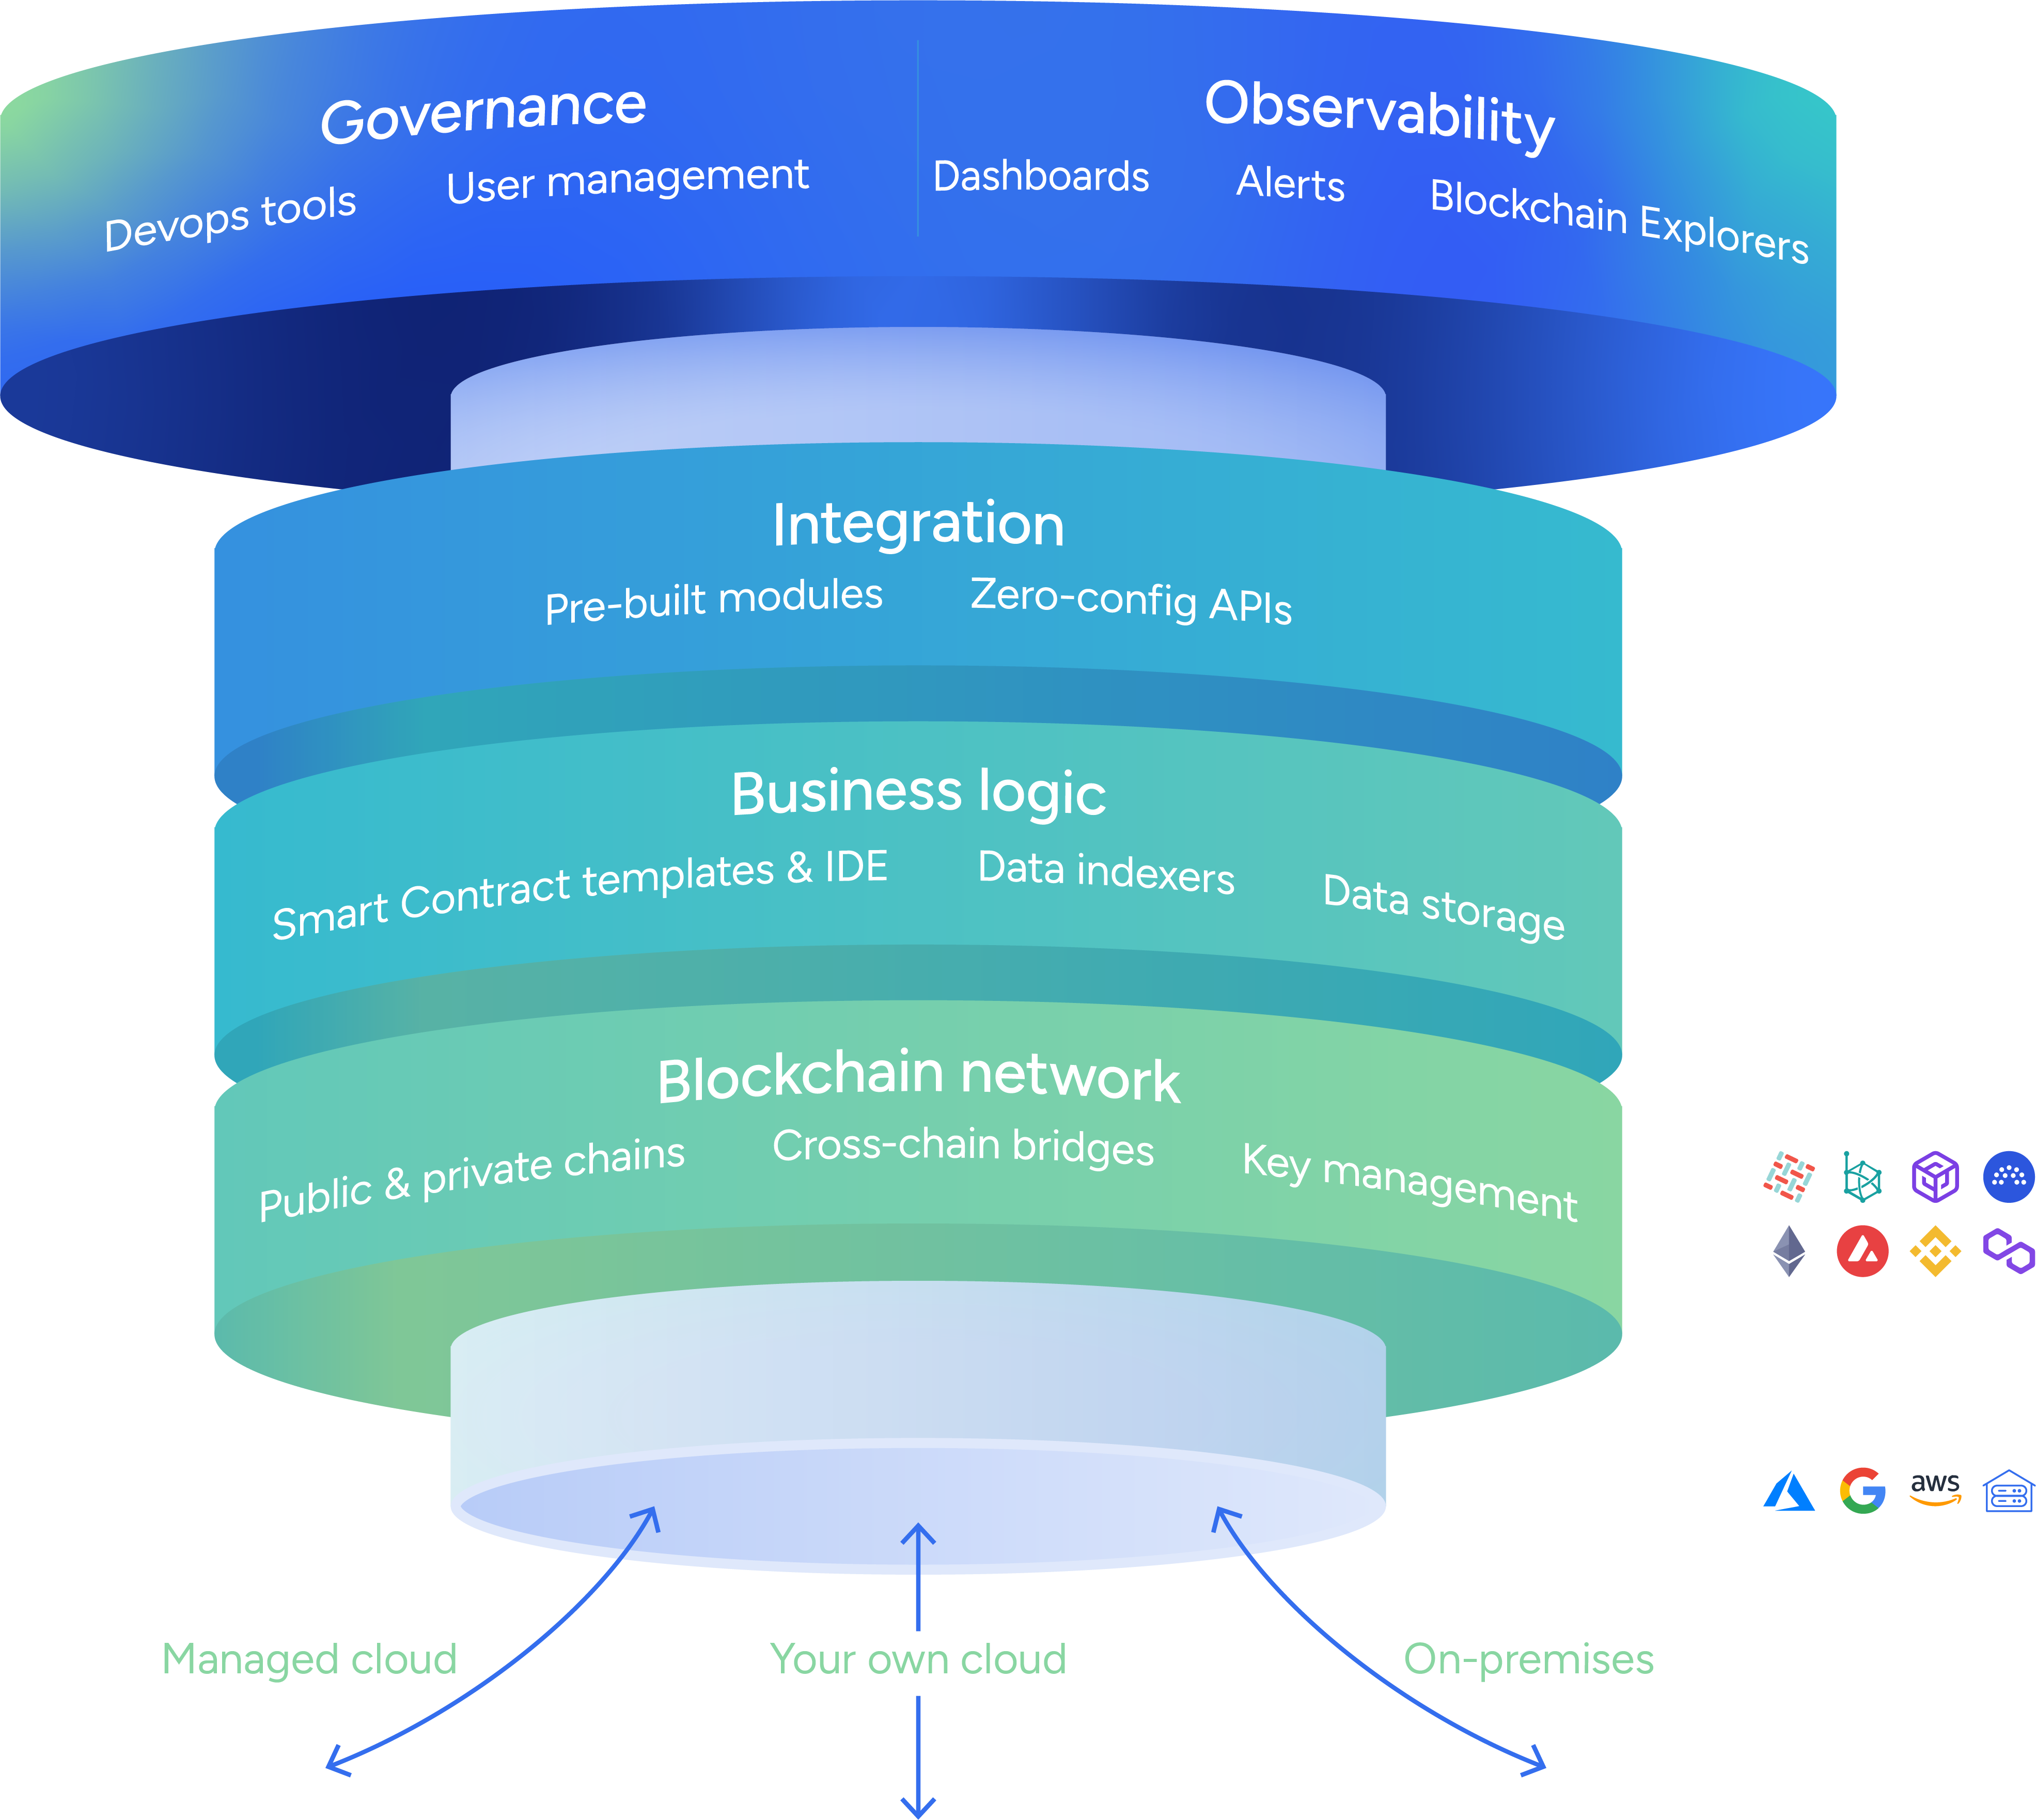 Governance
Observability
Devops tools
User management
Dashboards
Alerts
Blockchain Explorers
Integration
Pre-built modules
Zero-config APIs
Business logic
Smart Contract templates & IDE
Data indexers
Data storage
Blockchain network
Public & private chains
Cross-chain bridges
Key management
aws
Managed cloud
Your own cloud
On-premises